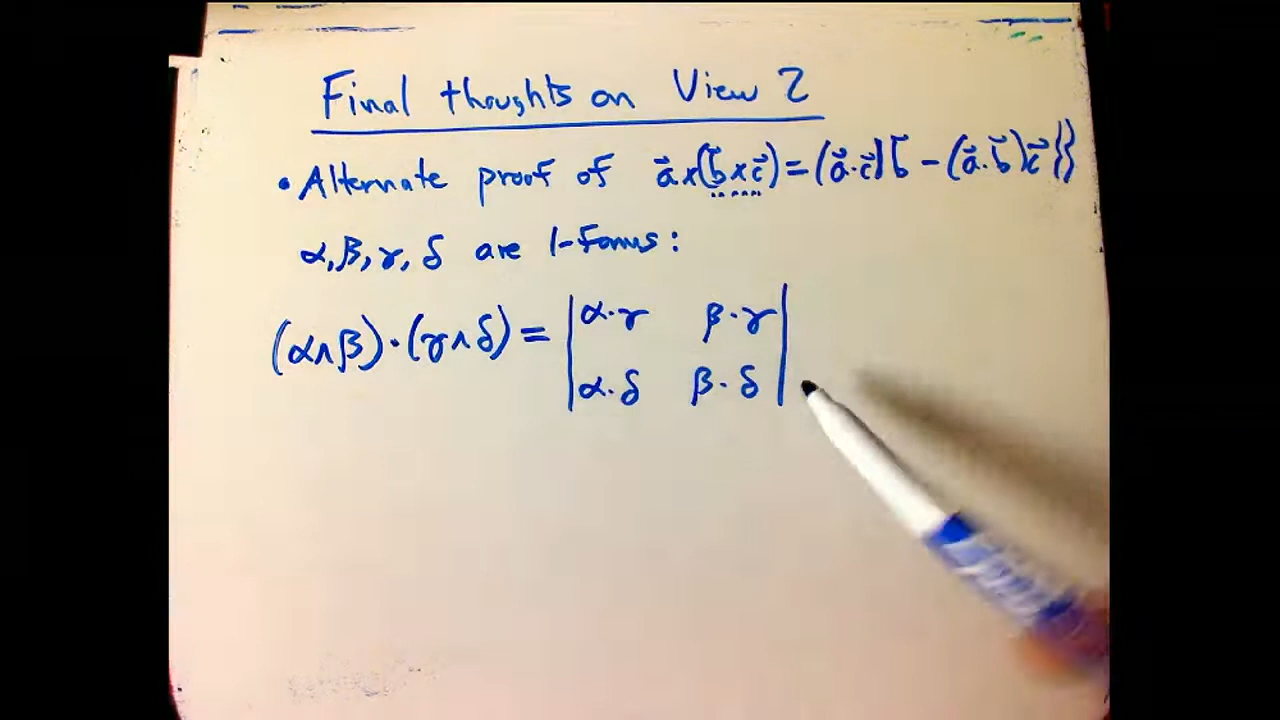 Final thoughts on View 2
• Alternate proof of a⃗×(b⃗×c⃗)=(a⃗·c⃗)b⃗-(a⃗·b⃗)c⃗ }}
α,β,γ,δ are 1-forms:
(α∧β)·(γ∧δ)= | α·γ β·γ |
| α·δ β·δ |